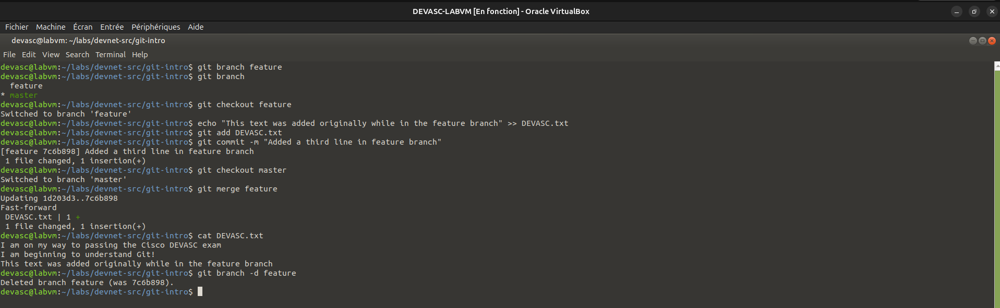 DEVASC-LABVM [En fonction] - Oracle VirtualBox
Fichier Machine Écran Entrée Périphériques Aide
devasc@labvm: ~/labs/devnet-src/git-intro
File Edit View Search Terminal Help
devasc@labvm:~/labs/devnet-src/git-intro$ git branch feature
devasc@labvm:~/labs/devnet-src/git-intro$ git branch
  feature
* master
devasc@labvm:~/labs/devnet-src/git-intro$ git checkout feature
Switched to branch 'feature'
devasc@labvm:~/labs/devnet-src/git-intro$ echo "This text was added originally while in the feature branch" >> DEVASC.txt
devasc@labvm:~/labs/devnet-src/git-intro$ git add DEVASC.txt
devasc@labvm:~/labs/devnet-src/git-intro$ git commit -m "Added a third line in feature branch"
[feature 7c6b898] Added a third line in feature branch
 1 file changed, 1 insertion(+)
devasc@labvm:~/labs/devnet-src/git-intro$ git checkout master
Switched to branch 'master'
devasc@labvm:~/labs/devnet-src/git-intro$ git merge feature
Updating 1d203d3..7c6b898
Fast-forward
 DEVASC.txt | 1 +
 1 file changed, 1 insertion(+)
devasc@labvm:~/labs/devnet-src/git-intro$ cat DEVASC.txt
I am on my way to passing the Cisco DEVASC exam
I am beginning to understand Git!
This text was added originally while in the feature branch
devasc@labvm:~/labs/devnet-src/git-intro$ git branch -d feature
Deleted branch feature (was 7c6b898).
devasc@labvm:~/labs/devnet-src/git-intro$